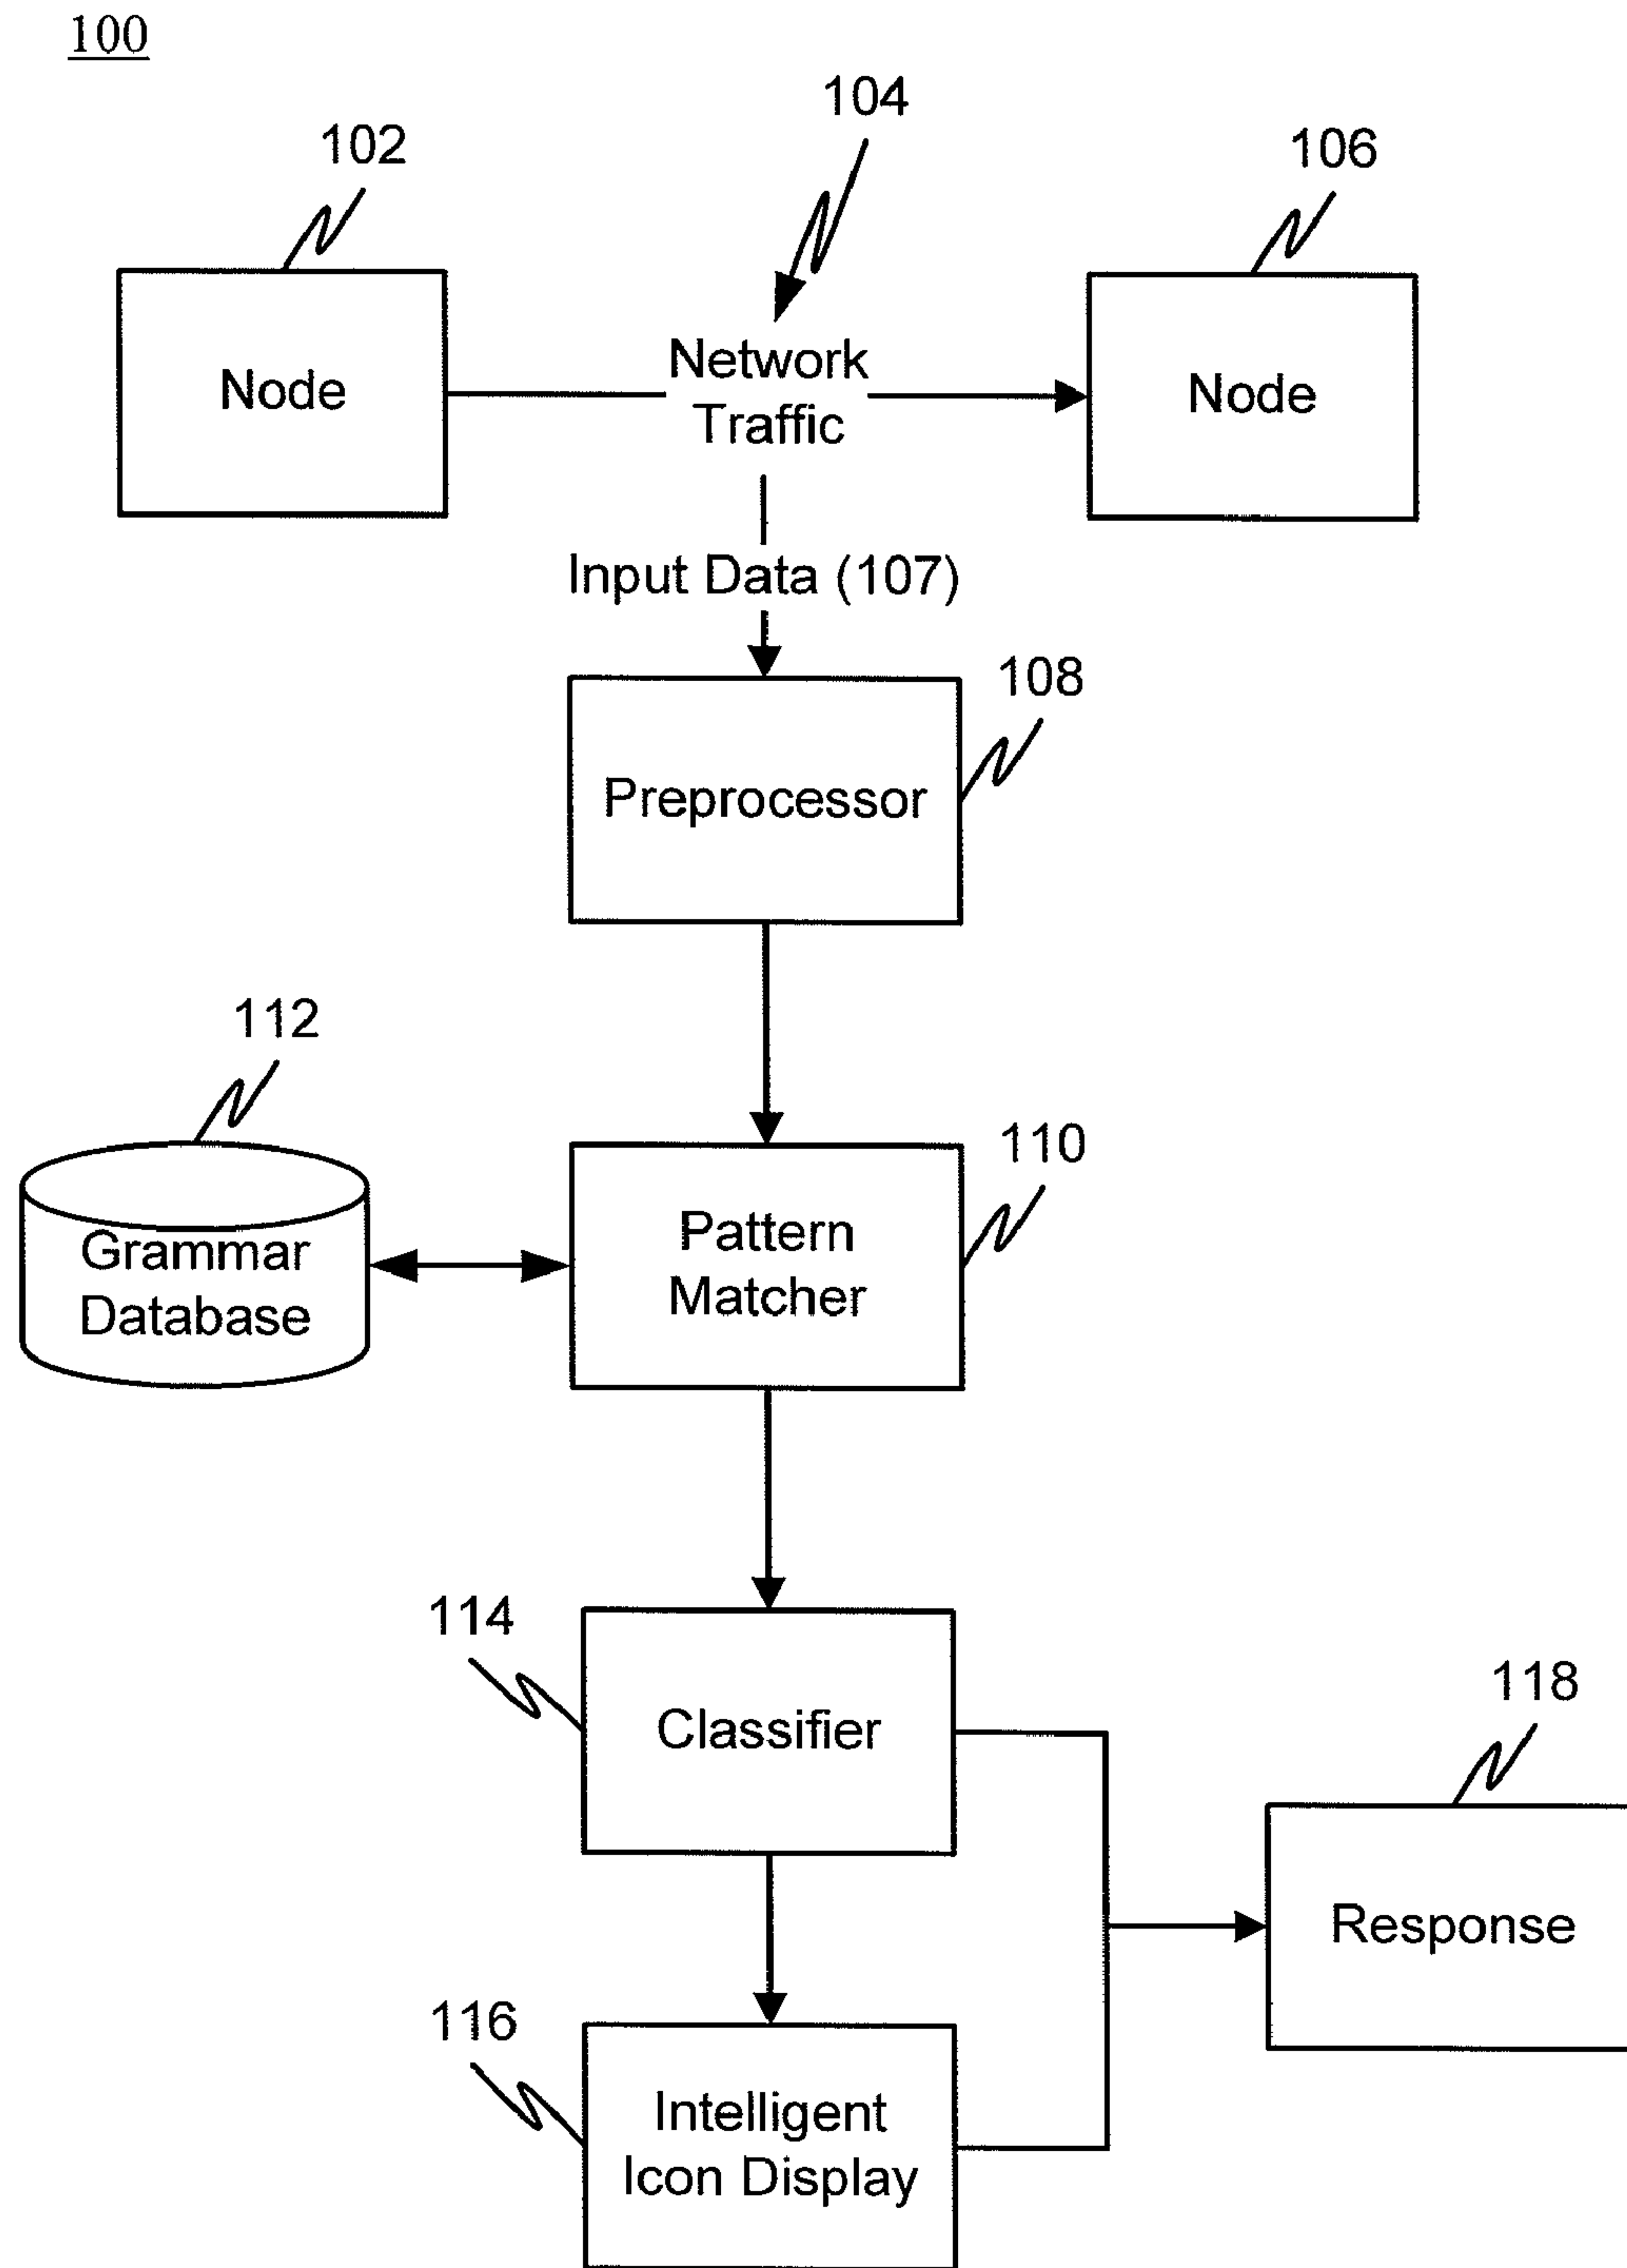 100
104
102
106
Network
Traffic
Node
Node
Input Data (107)
108
Preprocessor
112
110
Grammar
Database
Pattern
Matcher
114
Classifier
118
Response
116
Intelligent
Icon Display